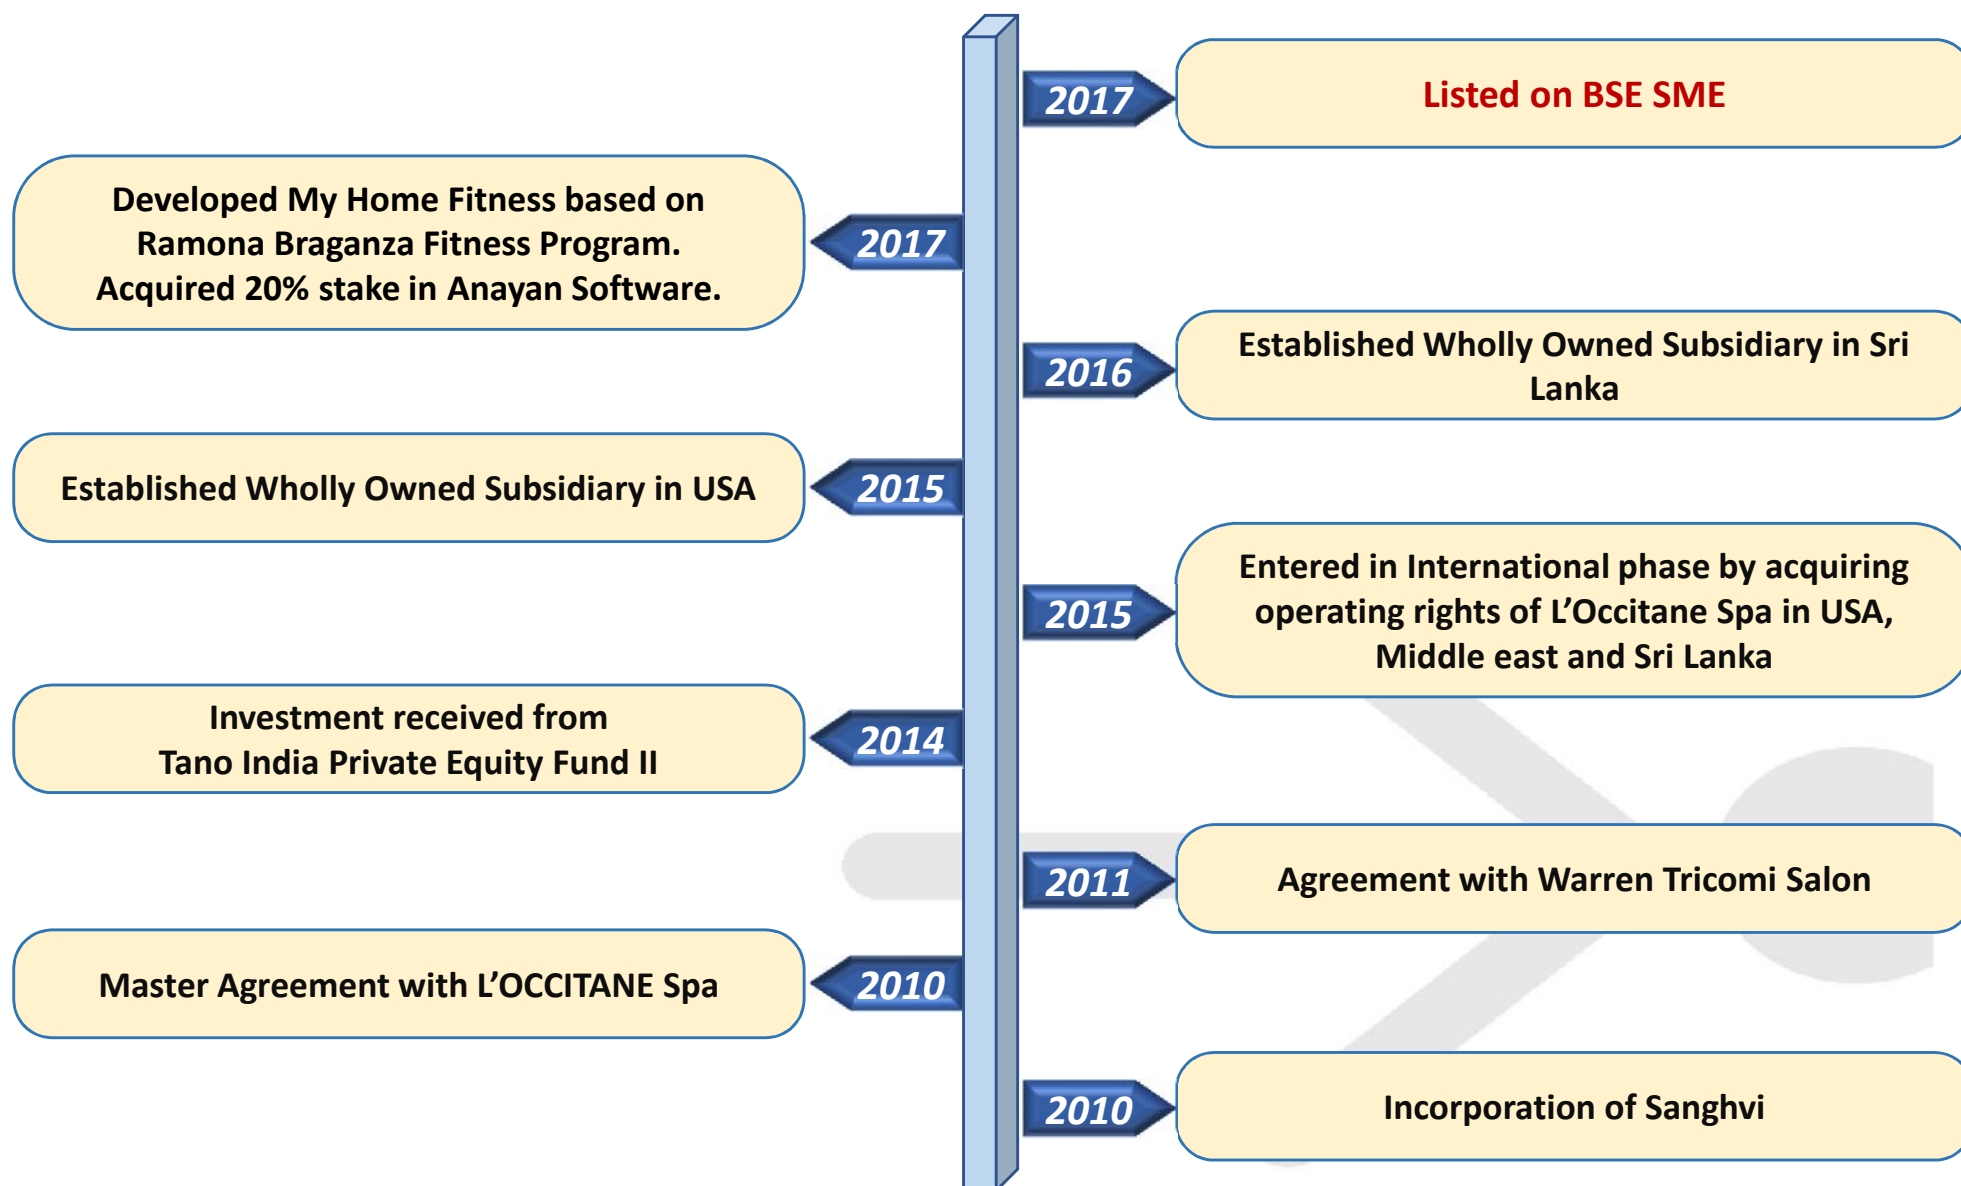 2017
Listed on BSE SME
Developed My Home Fitness based on
Ramona Braganza Fitness Program.
Acquired 20% stake in Anayan Software.
2017
2016
Established Wholly Owned Subsidiary in Sri
Lanka
Established Wholly Owned Subsidiary in USA
2015
2015
Entered in International phase by acquiring
operating rights of L’Occitane Spa in USA,
Middle east and Sri Lanka
Investment received from
Tano India Private Equity Fund II
2014
2011
Agreement with Warren Tricomi Salon
Master Agreement with L’OCCITANE Spa
2010
2010
Incorporation of Sanghvi